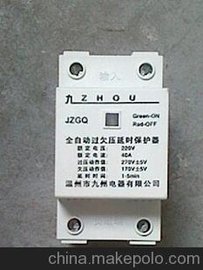 输入
九ZHOU
JZGQ
Green-ON
Red-OFF
全自动过欠压延时保护器
额定电压 220V
额定电流 40A
过压动作值 270V±5V
欠压动作值 170V±5V
延时时间 1-5min
温州市九州电器有限公司
china.makepolo.com